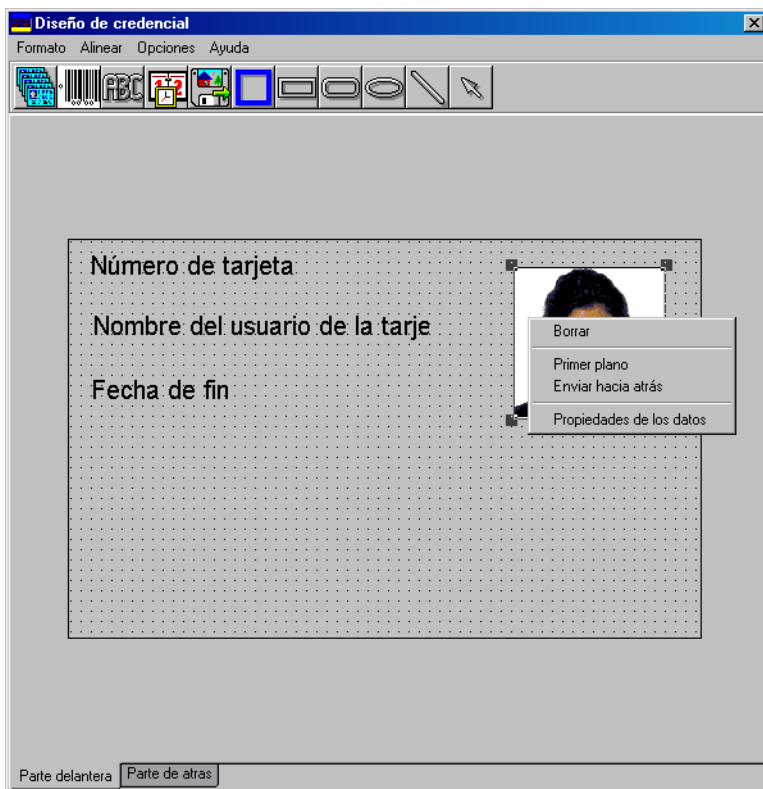 Diseño de credencial
Formato Alinear Opciones Ayuda
ABC
Número de tarjeta
Nombre del usuario de la tarje
Fecha de fin
Borrar
Primer plano
Enviar hacia atrás
Propiedades de los datos
Parte delantera Parte de atras